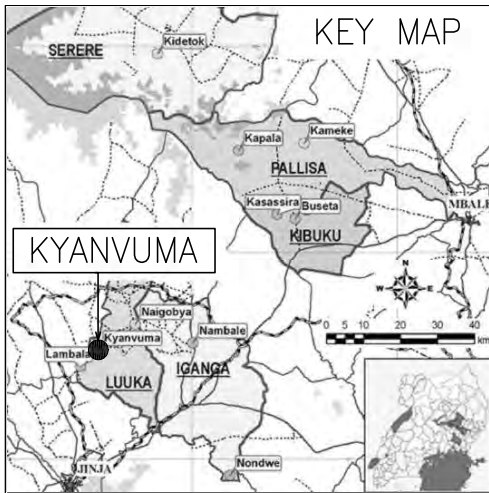 KEY MAP
SERERE
Kidetok
Kapala
Kameke
PALLISA
MBALE
Kasassira
Buseta
KIBUKU
KYANVUMA
N
W
E
S
Naigobya
Nambale
Kyanvuma
Lambala
LUUKA
IGANGA
0 5 10 20 30 40
km
Nondwe
JINJA